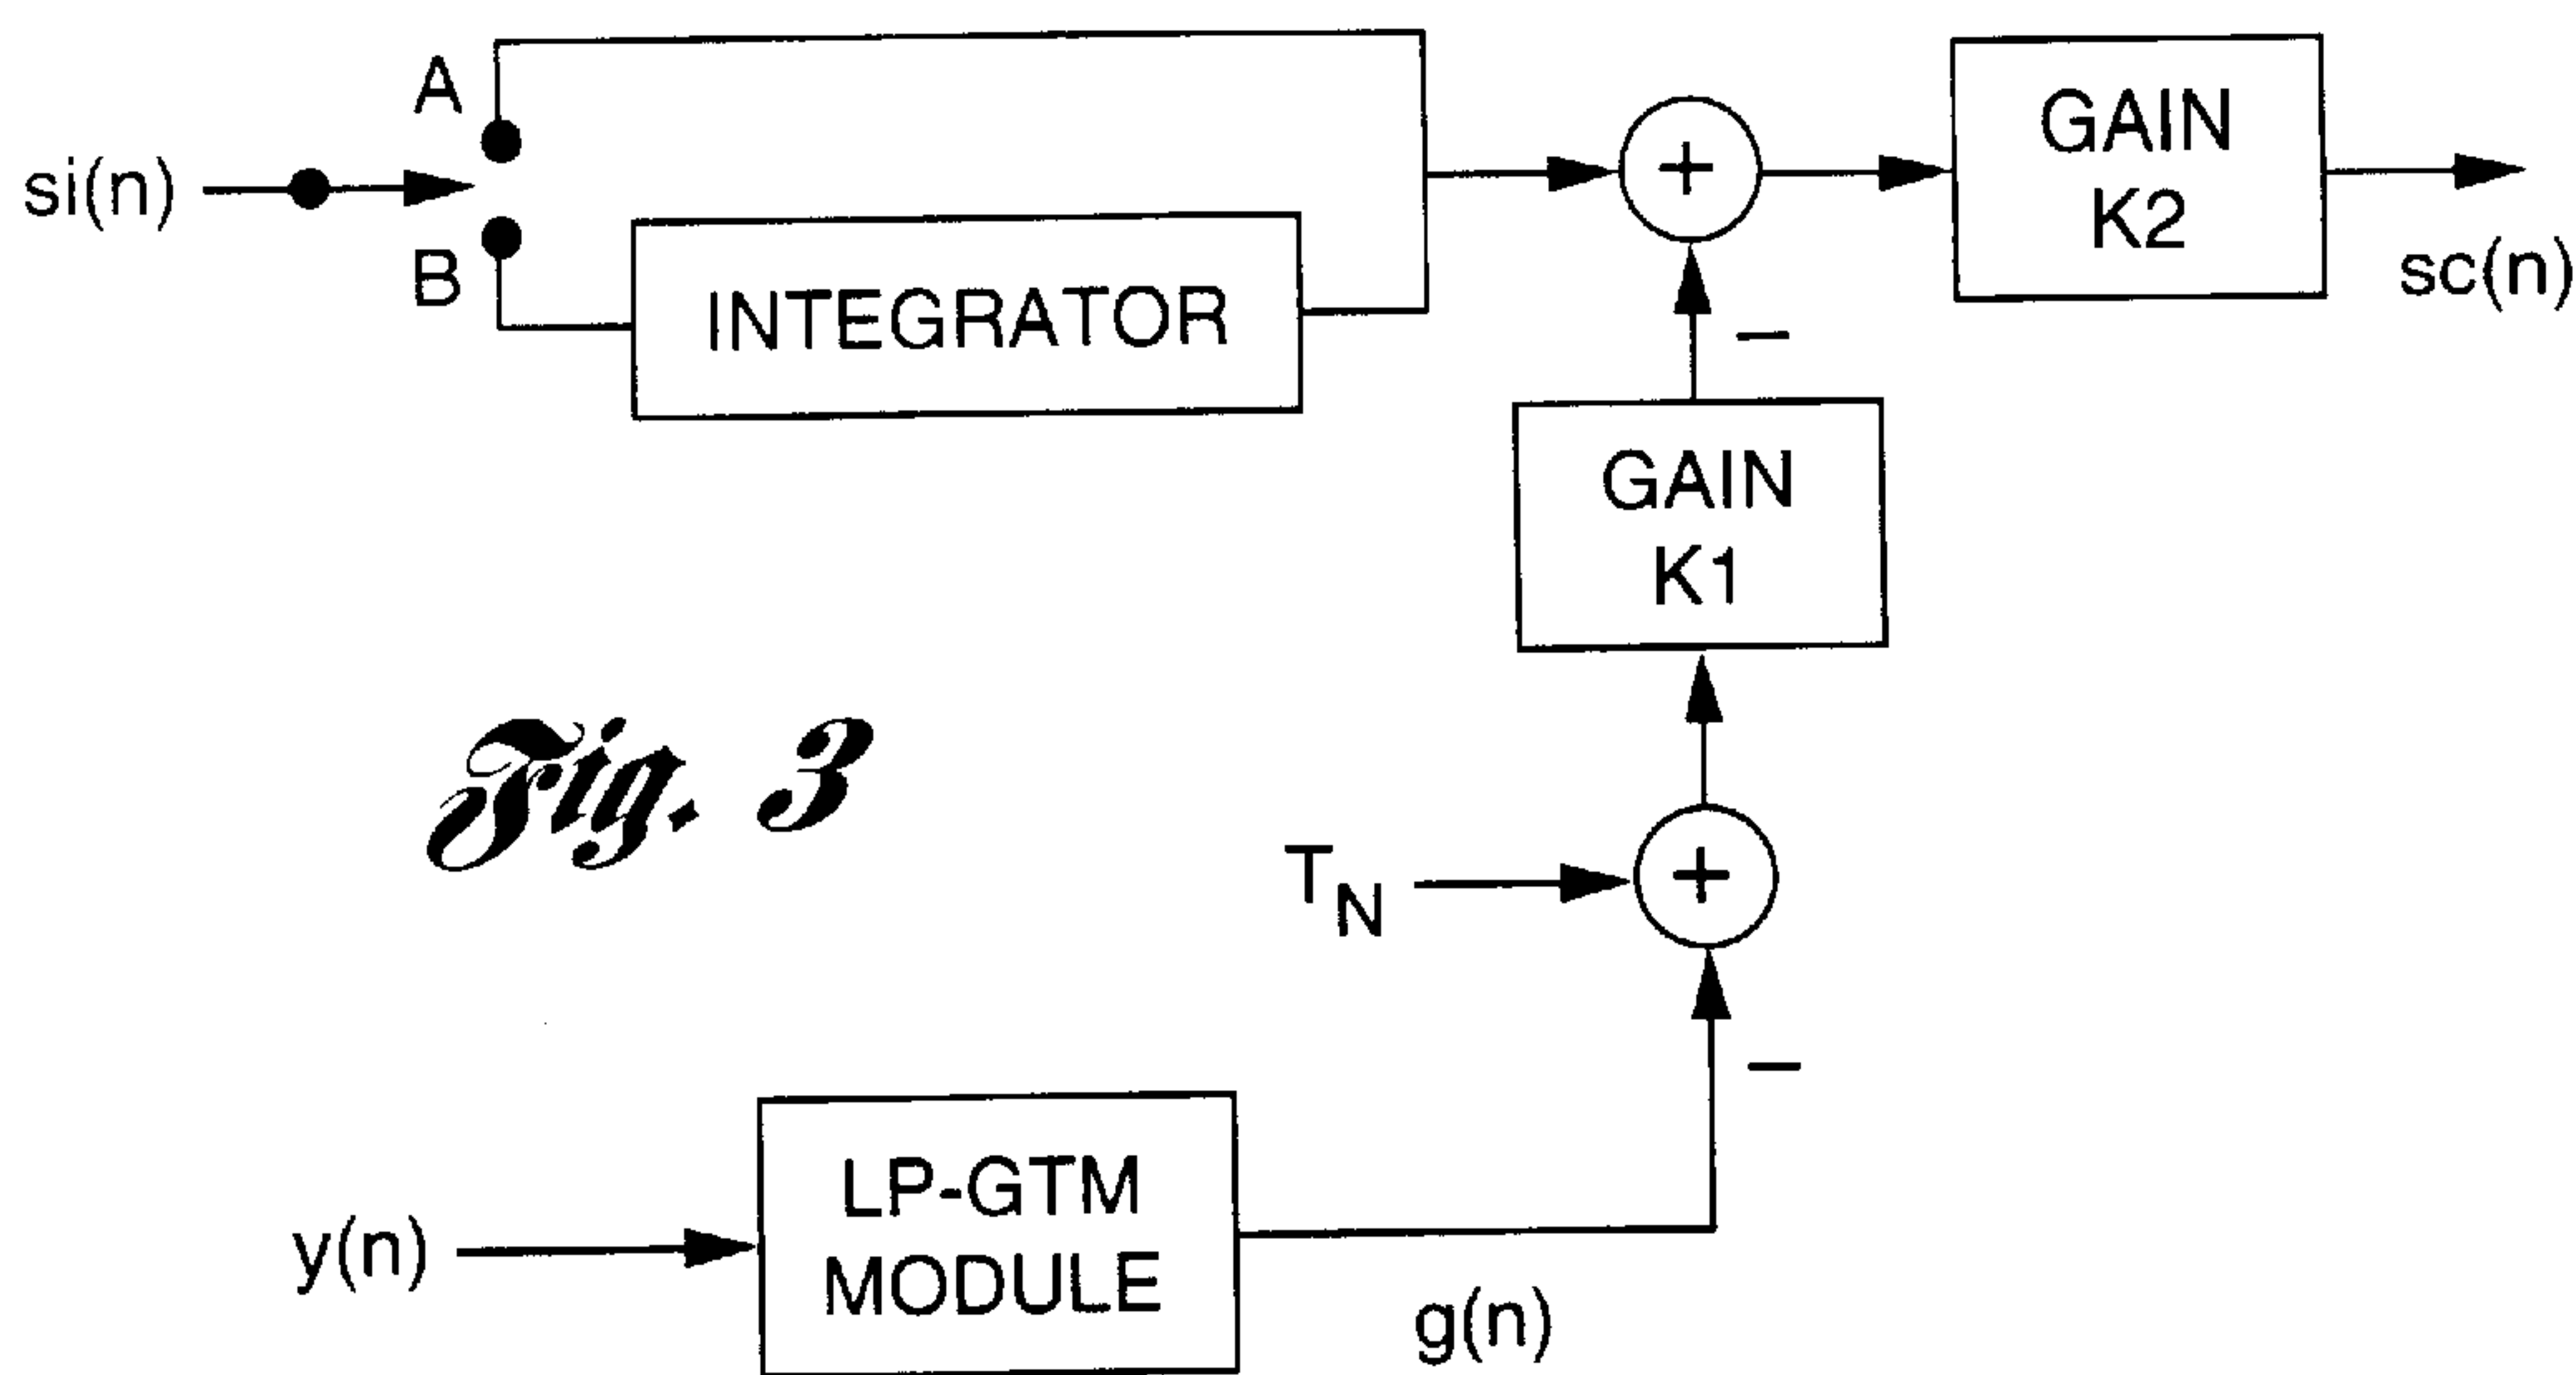 A
si(n)
B
INTEGRATOR
+
GAIN
K2
sc(n)
−
GAIN
K1
Fig. 3
T_N
+
−
y(n)
LP-GTM
MODULE
g(n)